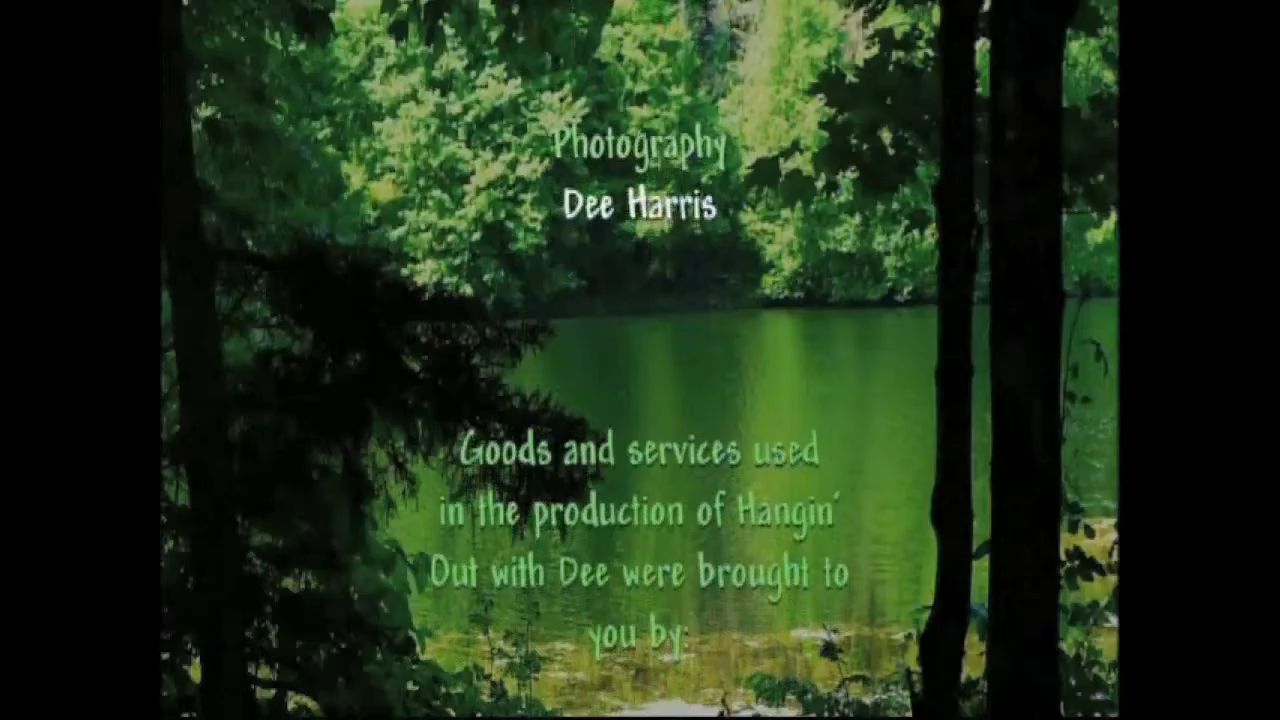 Photography
Dee Harris
Goods and services used
in the production of Hangin'
Out with Dee were brought to
you by: